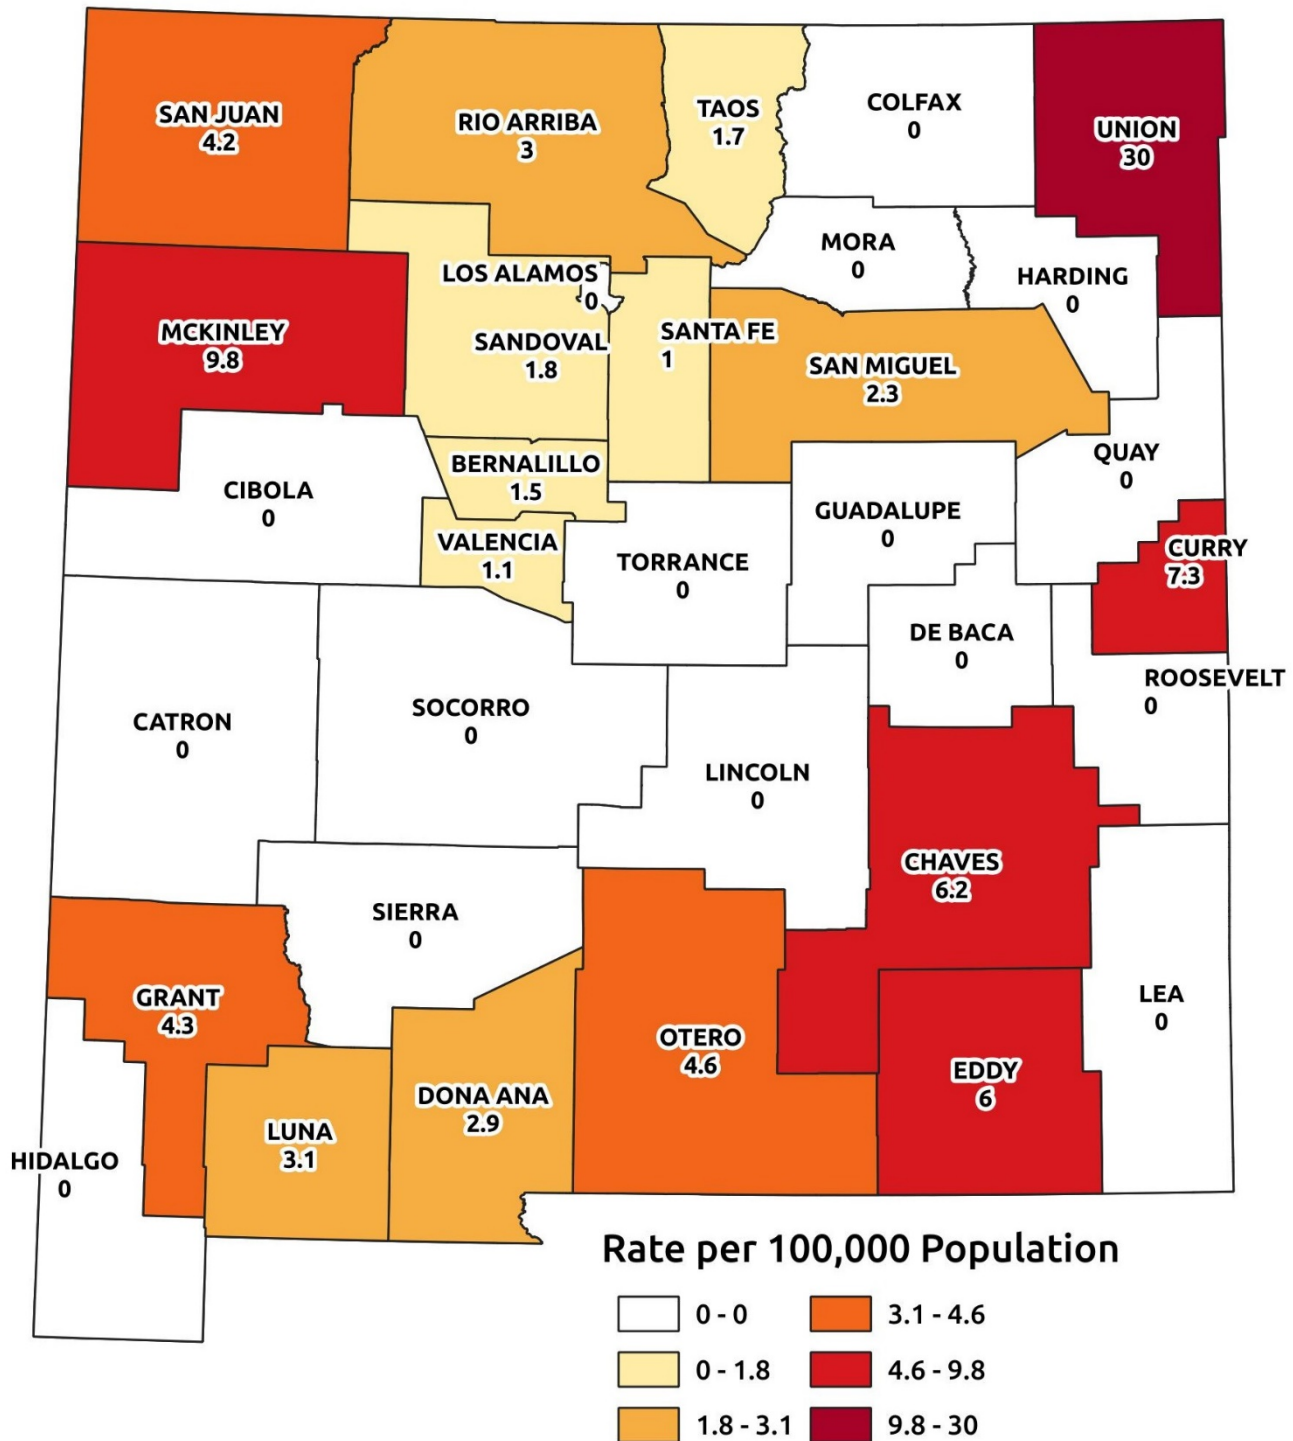 SAN JUAN
4.2
RIO ARRIBA
3
TAOS
1.7
COLFAX
0
UNION
30
MORA
0
HARDING
0
LOS ALAMOS
0
MCKINLEY
9.8
SANDOVAL
1.8
SANTA FE
1
SAN MIGUEL
2.3
QUAY
0
BERNALILLO
1.5
CIBOLA
0
GUADALUPE
0
VALENCIA
1.1
TORRANCE
0
CURRY
7.3
DE BACA
0
ROOSEVELT
0
CATRON
0
SOCORRO
0
LINCOLN
0
CHAVES
6.2
SIERRA
0
GRANT
4.3
LEA
0
OTERO
4.6
EDDY
6
DONA ANA
2.9
LUNA
3.1
HIDALGO
0
Rate per 100,000 Population
0 - 0
3.1 - 4.6
0 - 1.8
4.6 - 9.8
1.8 - 3.1
9.8 - 30